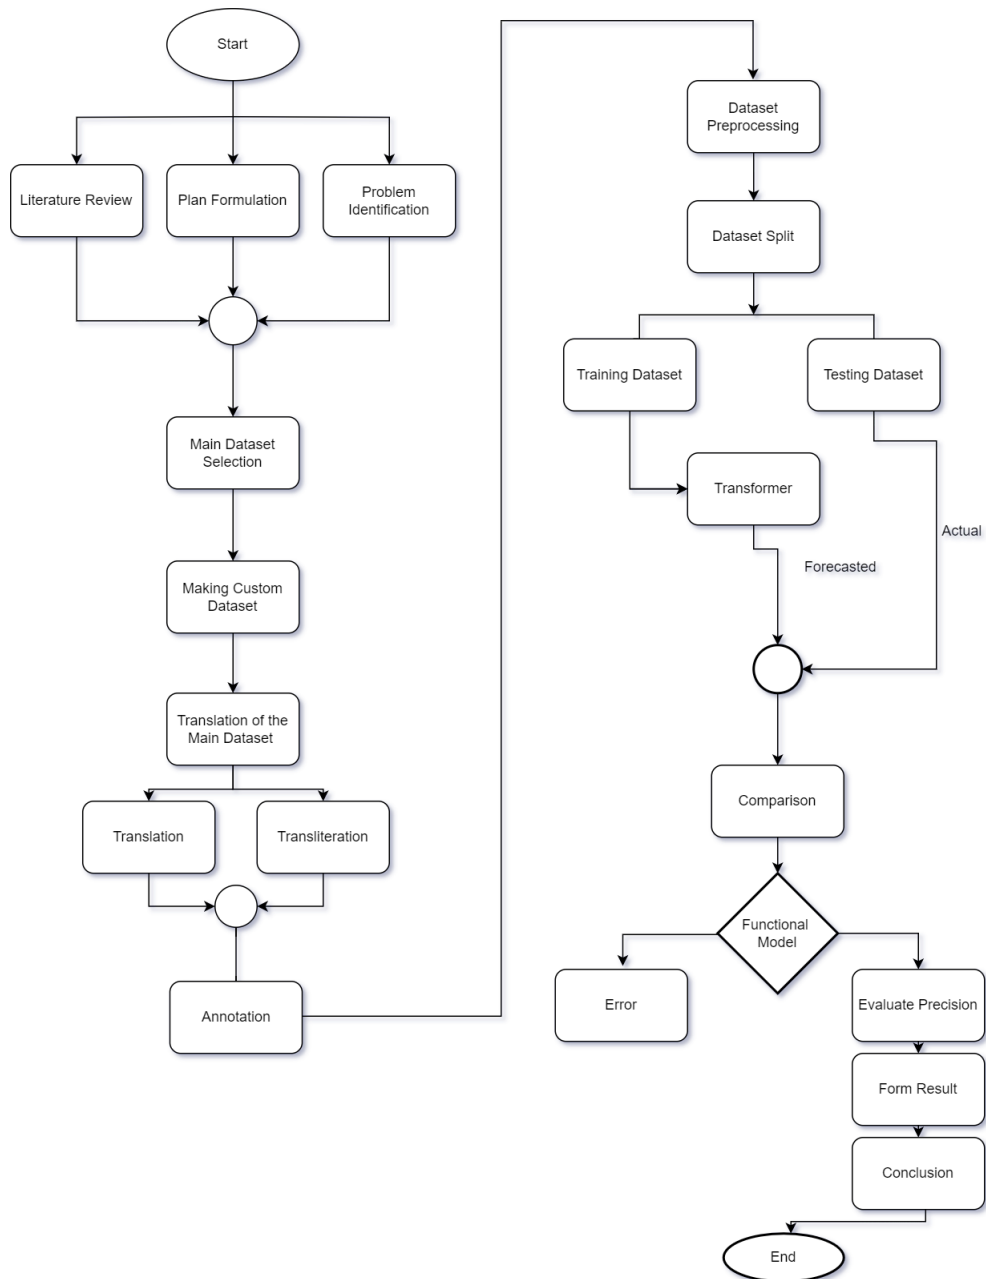 Start
Literature Review
Plan Formulation
Problem
Identification
Main Dataset
Selection
Making Custom
Dataset
Translation of the
Main Dataset
Translation
Transliteration
Annotation
Dataset
Preprocessing
Dataset Split
Training Dataset
Testing Dataset
Transformer
Actual
Forecasted
Comparison
Functional
Model
Error
Evaluate Precision
Form Result
Conclusion
End